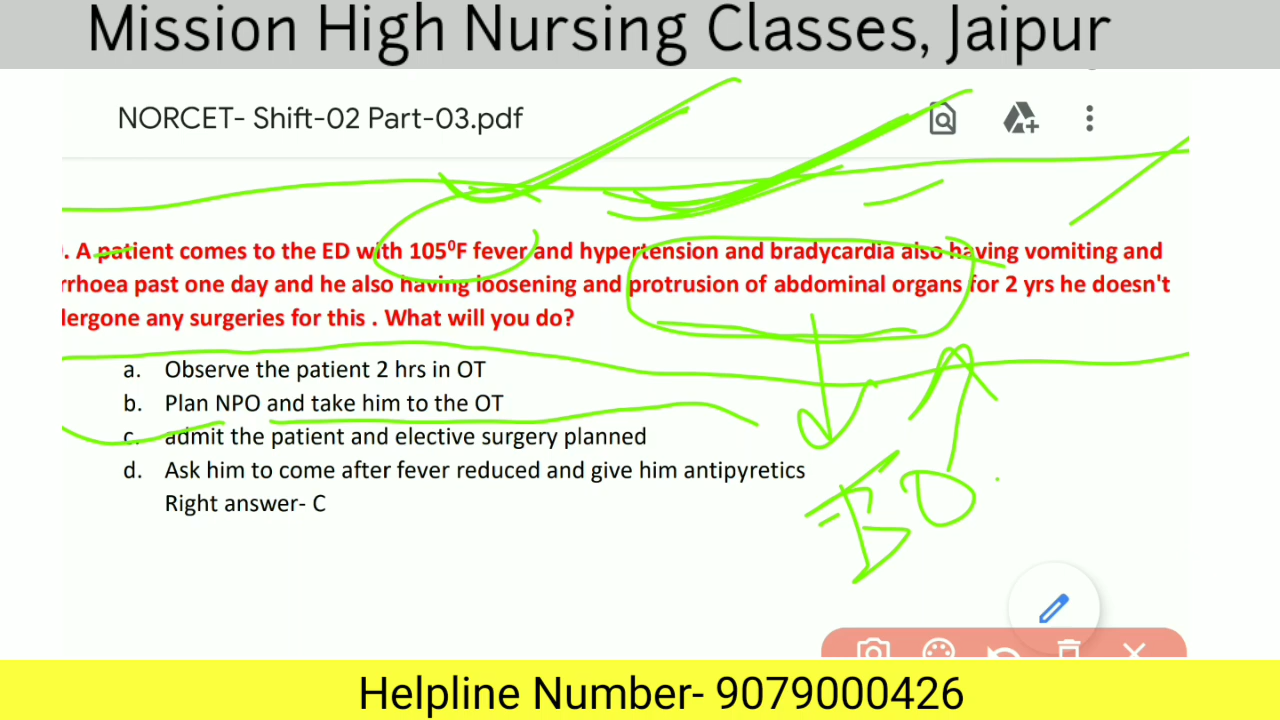 Mission High Nursing Classes, Jaipur
NORCET- Shift-02 Part-03.pdf
. A patient comes to the ED with 105⁰F fever and hypertension and bradycardia also having vomiting and
rrhoea past one day and he also having loosening and protrusion of abdominal organs for 2 yrs he doesn't
lergone any surgeries for this . What will you do?
a. Observe the patient 2 hrs in OT
b. Plan NPO and take him to the OT
c. admit the patient and elective surgery planned
d. Ask him to come after fever reduced and give him antipyretics
Right answer- C
Helpline Number- 9079000426